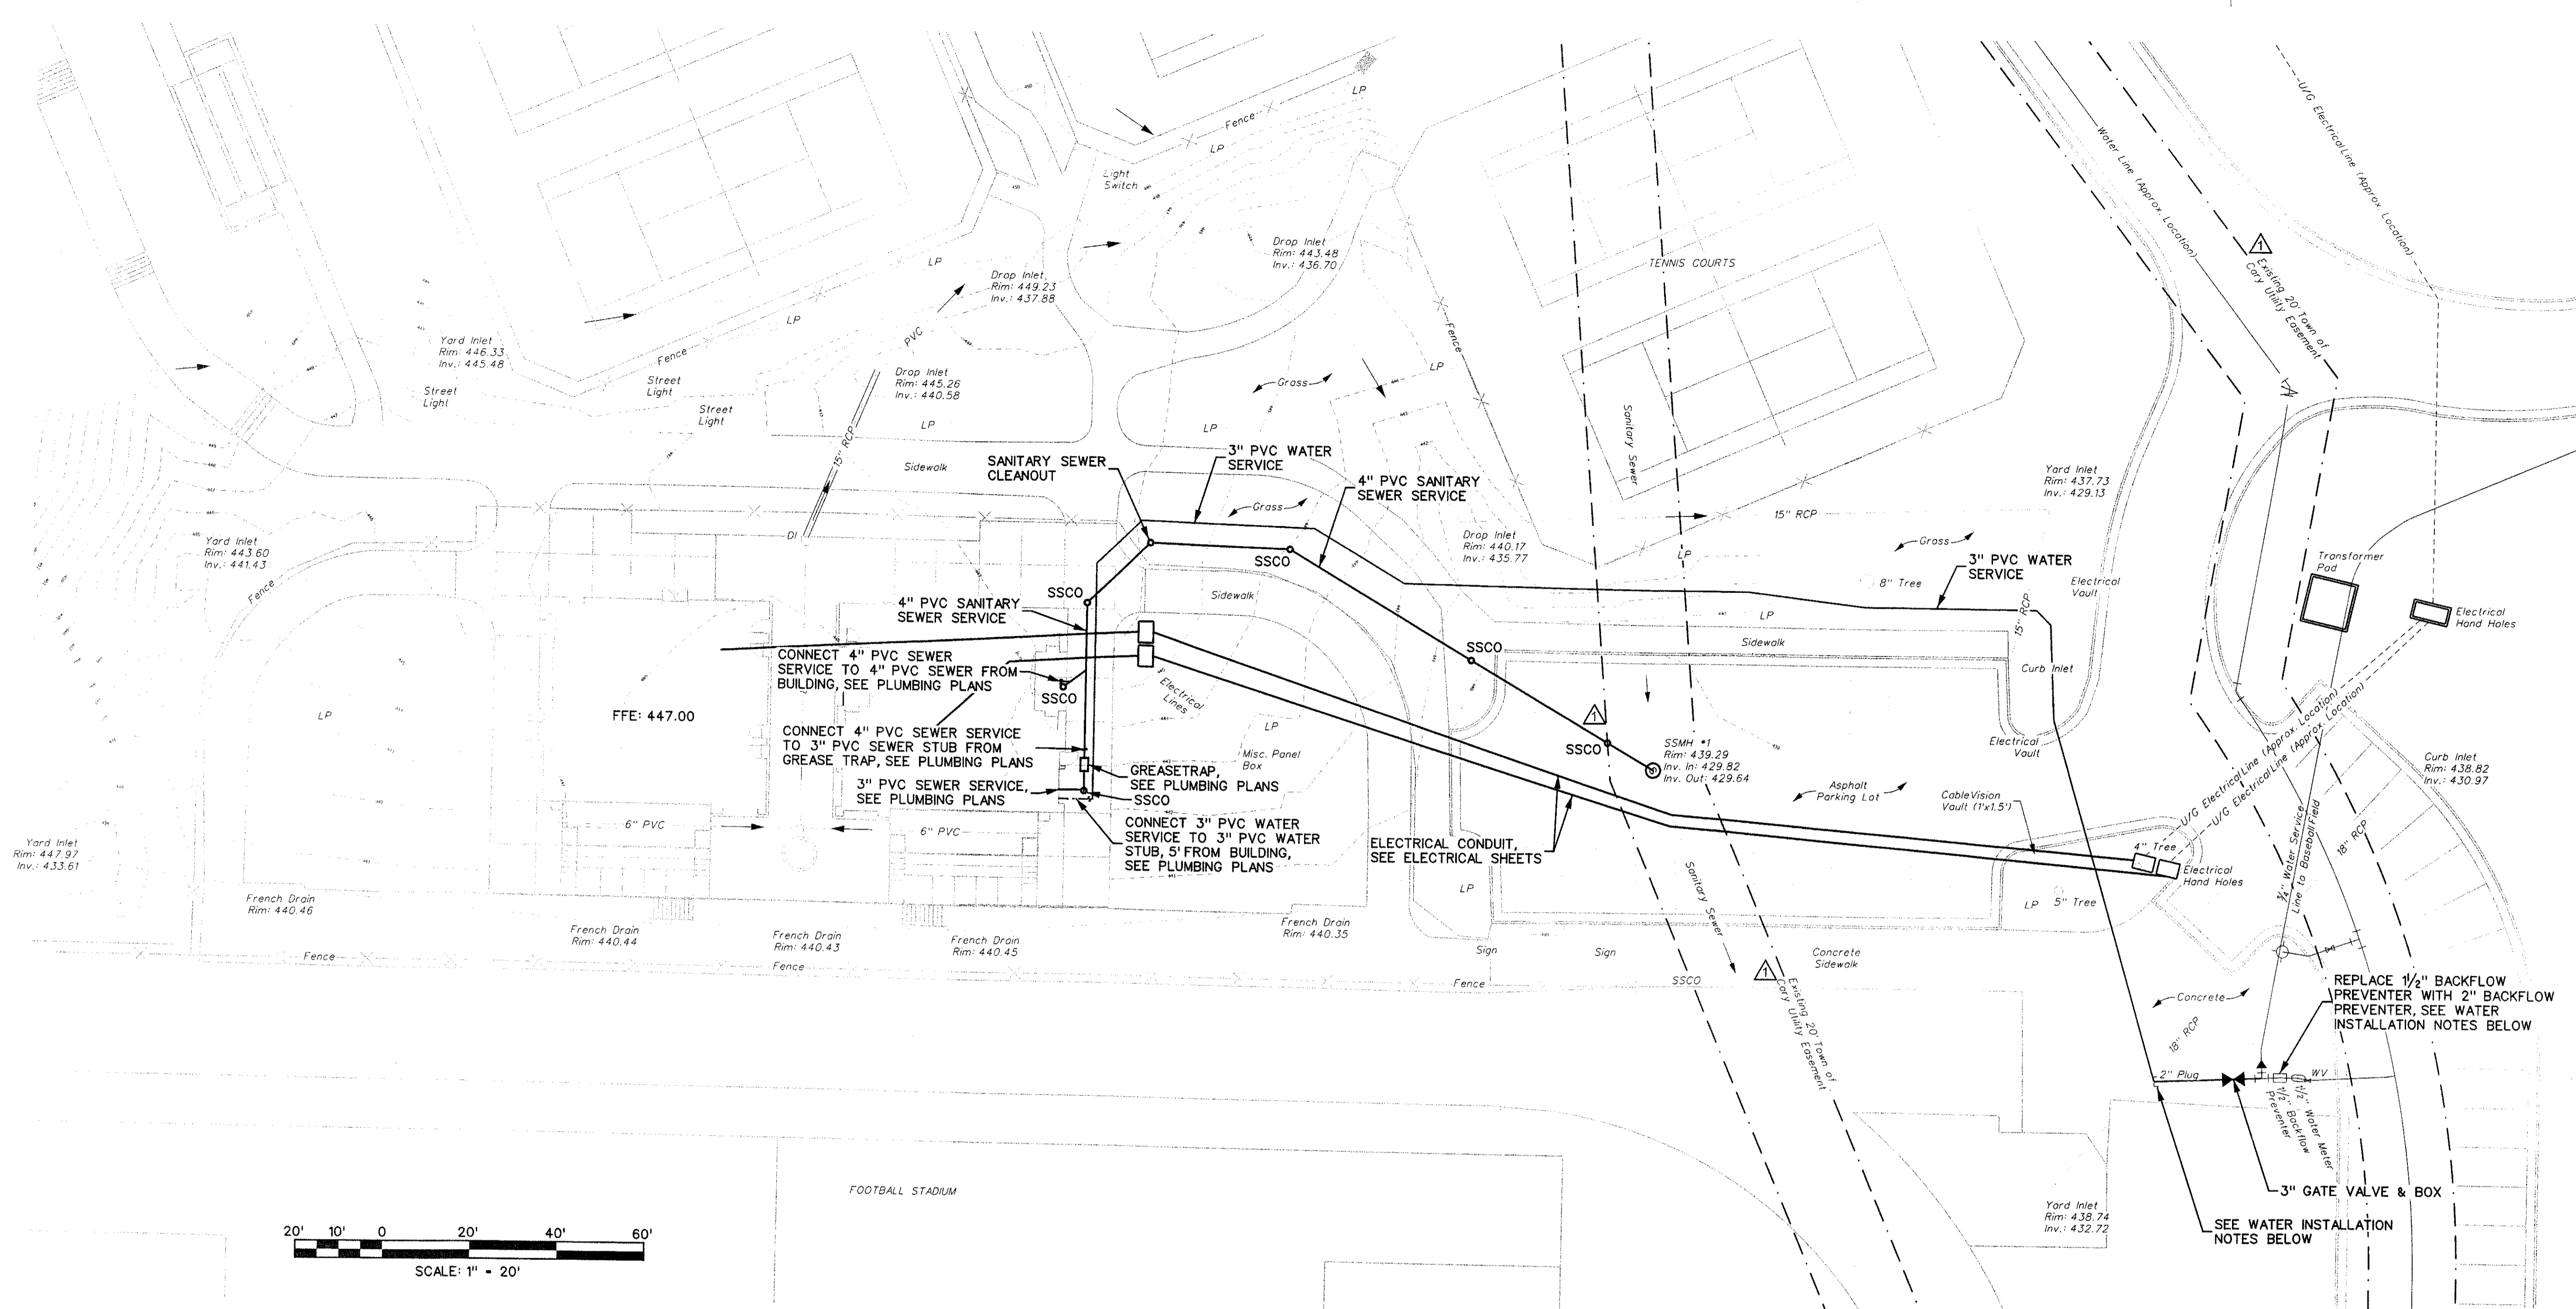 Fence
LP
LP
Light
Switch
Water Line (Approx. Location)
U/G Electrical Line (Approx. Location)
1
Existing 20' Town of
Cary Utility Easement
Drop Inlet
Rim: 443.48
Inv.: 436.70
TENNIS COURTS
LP
Drop Inlet
Rim: 449.23
Inv.: 437.88
LP
PVC
Fence
Fence
Yard Inlet
Rim: 446.33
Inv.: 445.48
Street
Light
Street
Light
Street
Light
Drop Inlet
Rim: 445.26
Inv.: 440.58
Grass
LP
LP
LP
15" RCP
Sidewalk
Sanitary Sewer
SANITARY SEWER
CLEANOUT
3" PVC WATER
SERVICE
4" PVC SANITARY
SEWER SERVICE
Grass
Yard Inlet
Rim: 437.73
Inv.: 429.13
15" RCP
DI
Yard Inlet
Rim: 443.60
Inv.: 441.43
Fence
Drop Inlet
Rim: 440.17
Inv.: 435.77
LP
Grass
3" PVC WATER
SERVICE
8" Tree
Electrical
Vault
Transformer
Pad
Electrical
Hand Holes
SSCO
SSCO
Sidewalk
4" PVC SANITARY
SEWER SERVICE
LP
15" RCP
Sidewalk
CONNECT 4" PVC SEWER
SERVICE TO 4" PVC SEWER FROM
BUILDING, SEE PLUMBING PLANS
SSCO
SSCO
Electrical
Lines
Curb Inlet
LP
FFE: 447.00
LP
CONNECT 4" PVC SEWER SERVICE
TO 3" PVC SEWER STUB FROM
GREASE TRAP, SEE PLUMBING PLANS
Misc. Panel
Box
1
SSCO
SSMH #1
Rim: 439.29
Inv. In: 429.82
Inv. Out: 429.64
Electrical
Vault
U/G Electrical Line (Approx. Location)
U/G Electrical Line (Approx. Location)
Curb Inlet
Rim: 438.82
Inv.: 430.97
GREASETRAP,
SEE PLUMBING PLANS
3" PVC SEWER SERVICE,
SEE PLUMBING PLANS
SSCO
Asphalt
Parking Lot
CableVision
Vault (1'x1.5')
CONNECT 3" PVC WATER
SERVICE TO 3" PVC WATER
STUB, 5' FROM BUILDING,
SEE PLUMBING PLANS
6" PVC
6" PVC
ELECTRICAL CONDUIT,
SEE ELECTRICAL SHEETS
Yard Inlet
Rim: 447.97
Inv.: 433.61
4" Tree
Electrical
Hand Holes
3/4" Water Service
Line to Baseball Field
18" RCP
LP
LP
5" Tree
Sanitary Sewer
French Drain
Rim: 440.46
French Drain
Rim: 440.44
French Drain
Rim: 440.43
French Drain
Rim: 440.45
French Drain
Rim: 440.35
Sign
Sign
Concrete
Sidewalk
Fence
Fence
Fence
SSCO
1
Existing 20' Town of
Cary Utility Easement
Concrete
18" RCP
REPLACE 1½" BACKFLOW
PREVENTER WITH 2" BACKFLOW
PREVENTER, SEE WATER
INSTALLATION NOTES BELOW
2" Plug
WV
1½" Water Meter
1½" Backflow
Preventer
3" GATE VALVE & BOX
SEE WATER INSTALLATION
NOTES BELOW
Yard Inlet
Rim: 438.74
Inv.: 432.72
FOOTBALL STADIUM
20' 10' 0 20' 40' 60'
SCALE: 1" = 20'